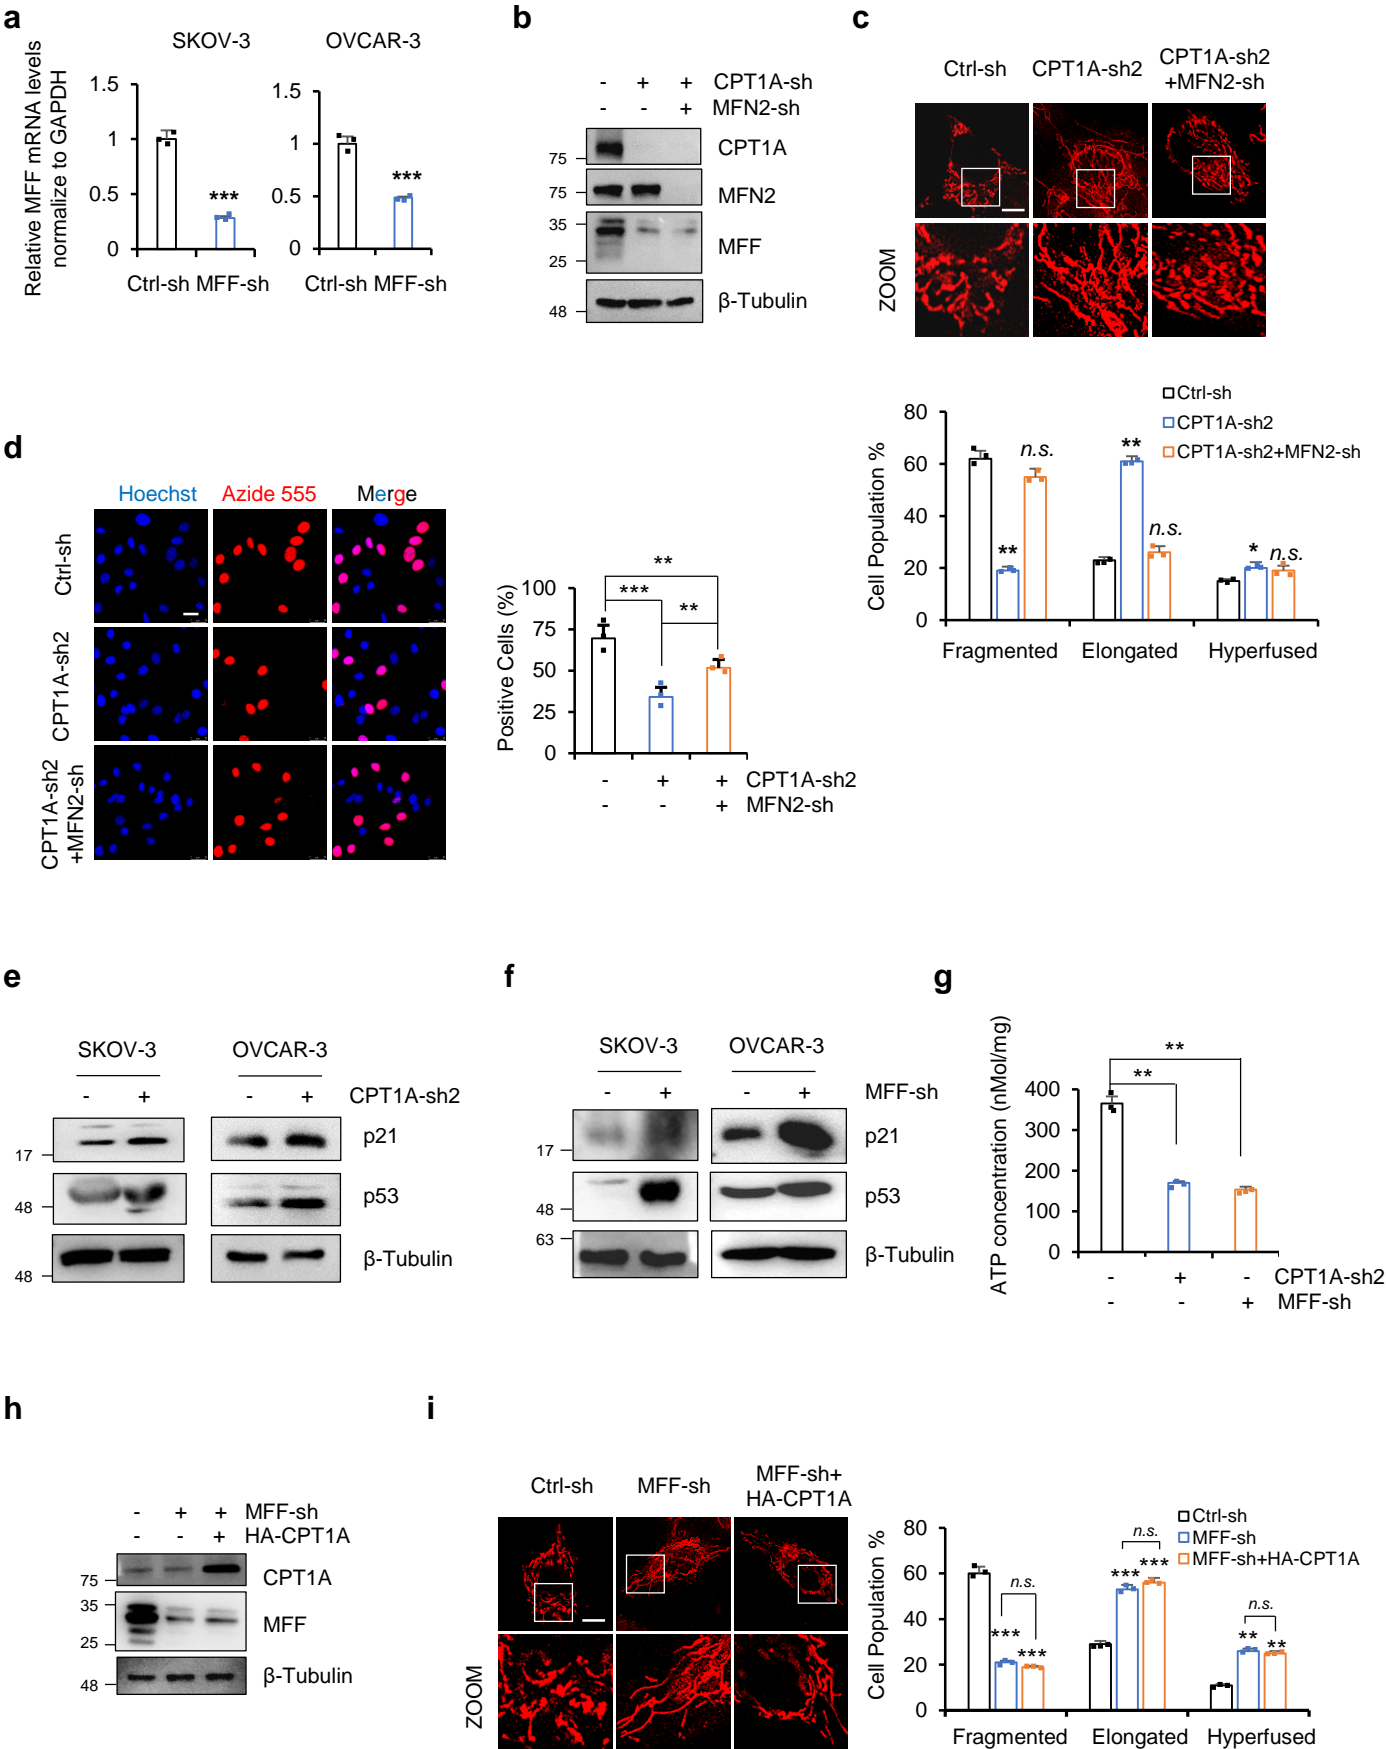 a
SKOV-3
OVCAR-3
Relative MFF mRNA levels
normalize to GAPDH
1.5
1
0.5
0
***
Ctrl-sh MFF-sh
1.5
1
0.5
0
***
Ctrl-sh MFF-sh
b
- + + CPT1A-sh
- - + MFN2-sh
75
CPT1A
75
MFN2
35
25
MFF
48
β-Tubulin
c
Ctrl-sh
CPT1A-sh2
CPT1A-sh2
+MFN2-sh
ZOOM
Ctrl-sh
CPT1A-sh2
CPT1A-sh2+MFN2-sh
Cell Population %
80
60
40
20
0
**
n.s.
**
n.s.
*
n.s.
Fragmented
Elongated
Hyperfused
d
Hoechst
Azide 555
Merge
Ctrl-sh
CPT1A-sh2
CPT1A-sh2
+MFN2-sh
Positive Cells (%)
100
75
50
25
0
**
***
**
- + + CPT1A-sh2
- - + MFN2-sh
e
SKOV-3
OVCAR-3
- + - + CPT1A-sh2
17
p21
48
p53
48
β-Tubulin
f
SKOV-3
OVCAR-3
- + - + MFF-sh
17
p21
48
p53
63
β-Tubulin
g
ATP concentration (nMol/mg)
400
300
200
100
0
**
**
- + - CPT1A-sh2
- - + MFF-sh
h
- + + MFF-sh
- - + HA-CPT1A
75
CPT1A
35
25
MFF
48
β-Tubulin
i
Ctrl-sh
MFF-sh
MFF-sh+
HA-CPT1A
ZOOM
Ctrl-sh
MFF-sh
MFF-sh+HA-CPT1A
Cell Population %
80
60
40
20
0
n.s.
***
***
n.s.
***
***
n.s.
**
**
Fragmented
Elongated
Hyperfused